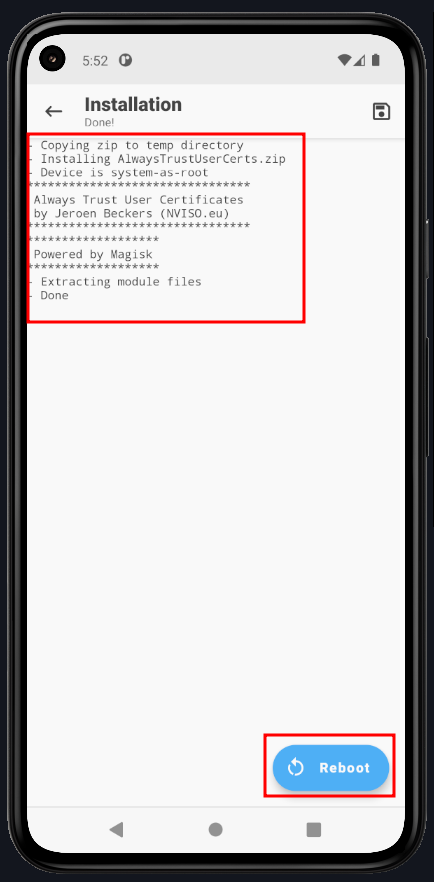 5:52
Installation
Done!
- Copying zip to temp directory
- Installing AlwaysTrustUserCerts.zip
- Device is system-as-root
********************************
Always Trust User Certificates
by Jeroen Beckers (NVISO.eu)
********************************
*******************
Powered by Magisk
*******************
- Extracting module files
- Done
Reboot